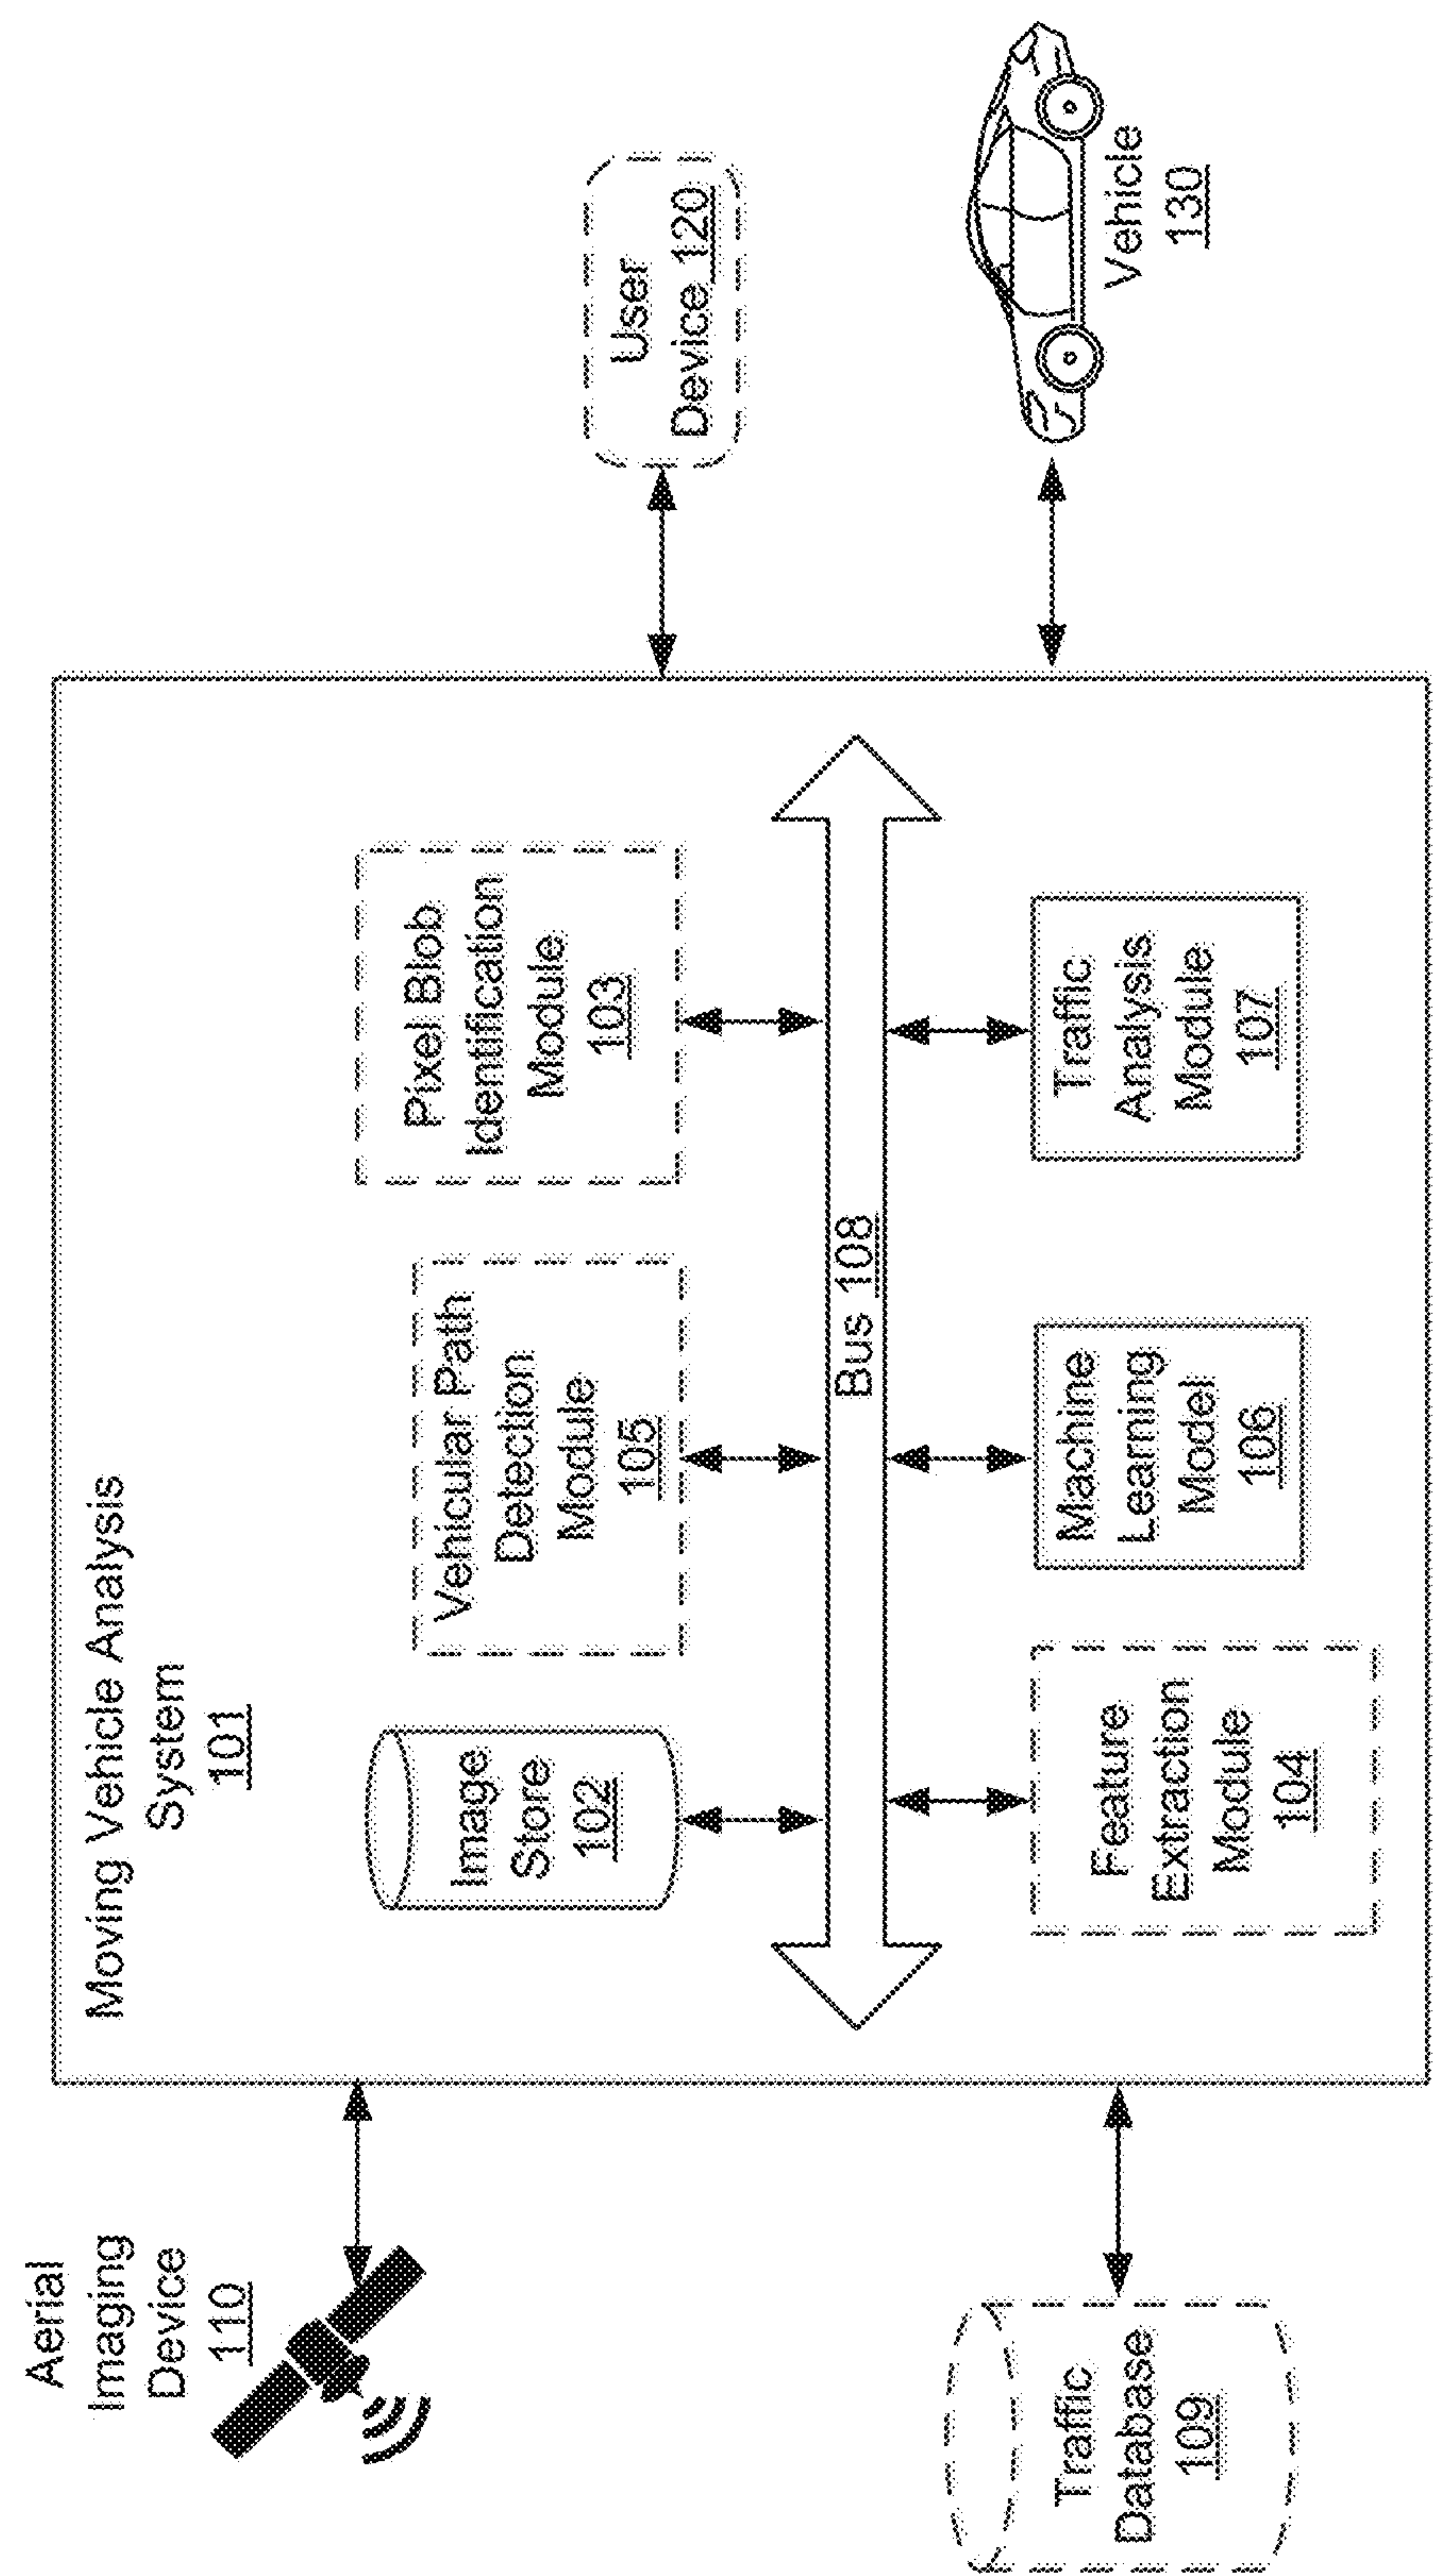 Aerial
Imaging
Device
110
Moving Vehicle Analysis
System
101
Image
Store
102
Vehicular Path
Detection
Module
105
Pixel Blob
Identification
Module
103
User
Device 120
Bus 108
Traffic
Database
109
Feature
Extraction
Module
104
Machine
Learning
Model
106
Traffic
Analysis
Module
107
Vehicle
130